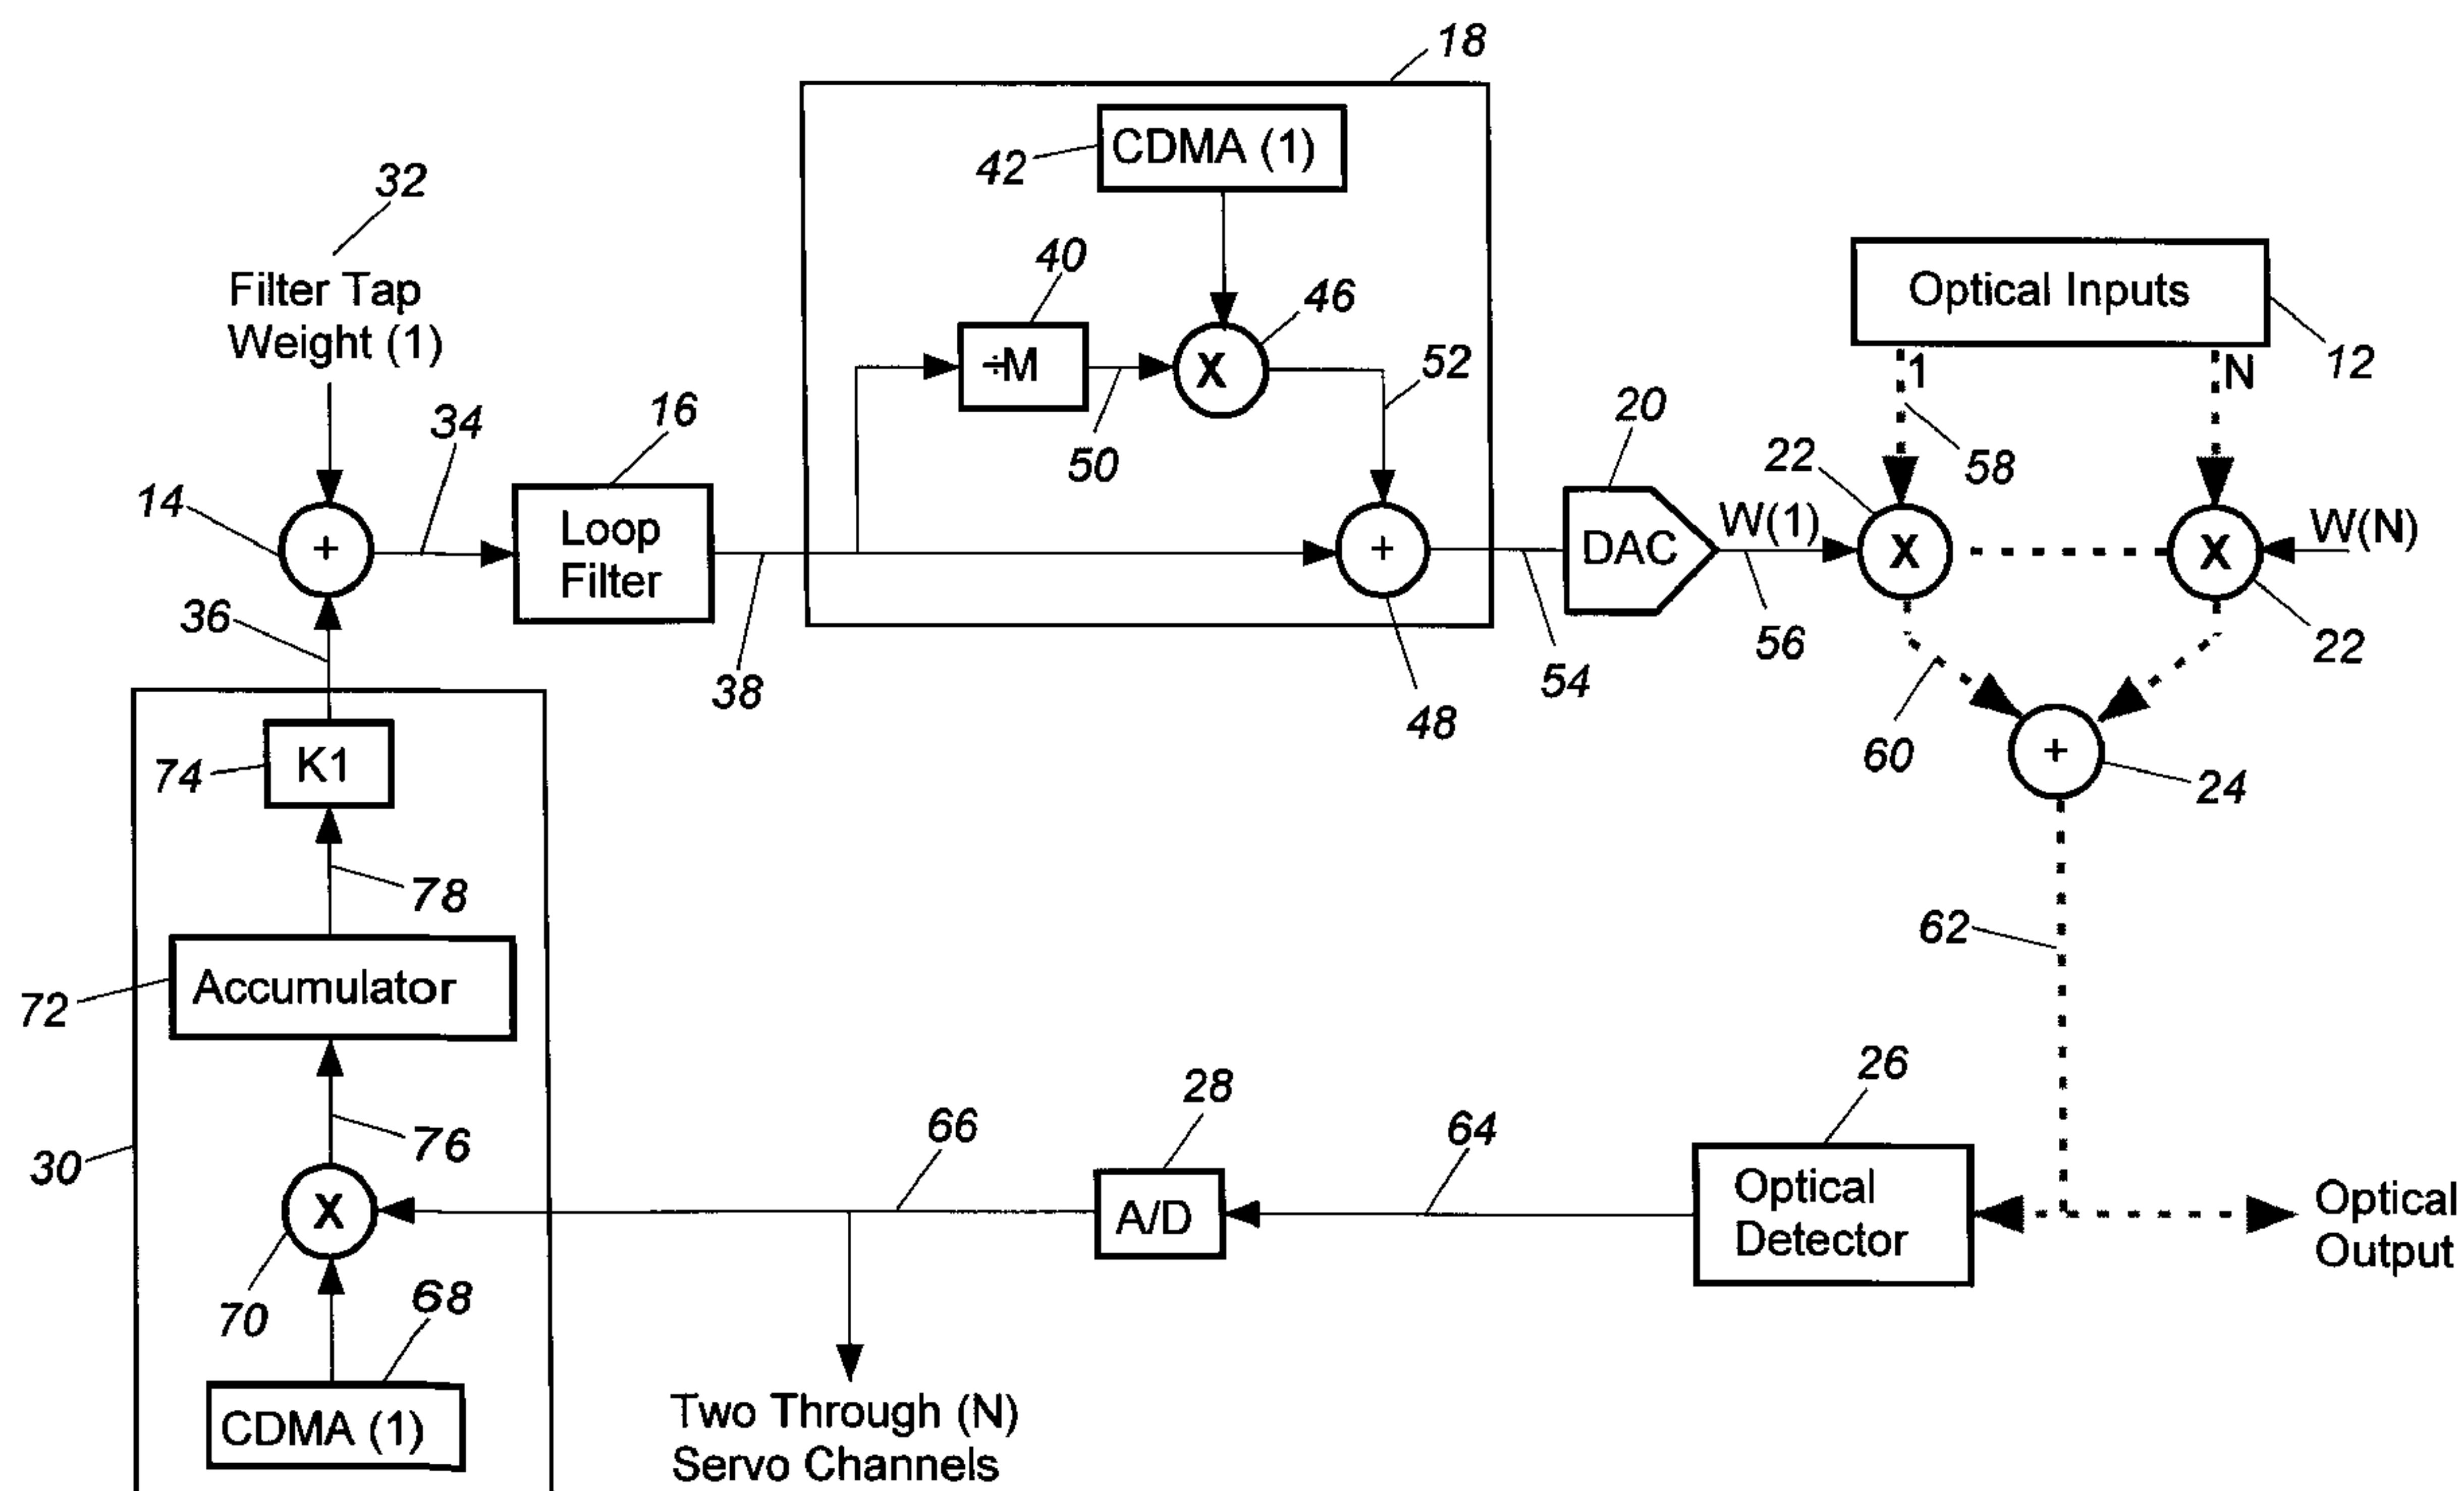 18
CDMA (1)
42
32
Filter Tap
Weight (1)
40
46
Optical Inputs
÷M
X
52
1
N
12
16
34
50
20
22
58
14
+
Loop
Filter
+
DAC
W(1)
X
X
W(N)
36
38
54
56
22
48
60
+
24
K1
74
78
62
Accumulator
72
76
66
28
64
26
30
X
A/D
Optical
Detector
Optical
Output
70
68
CDMA (1)
Two Through (N)
Servo Channels